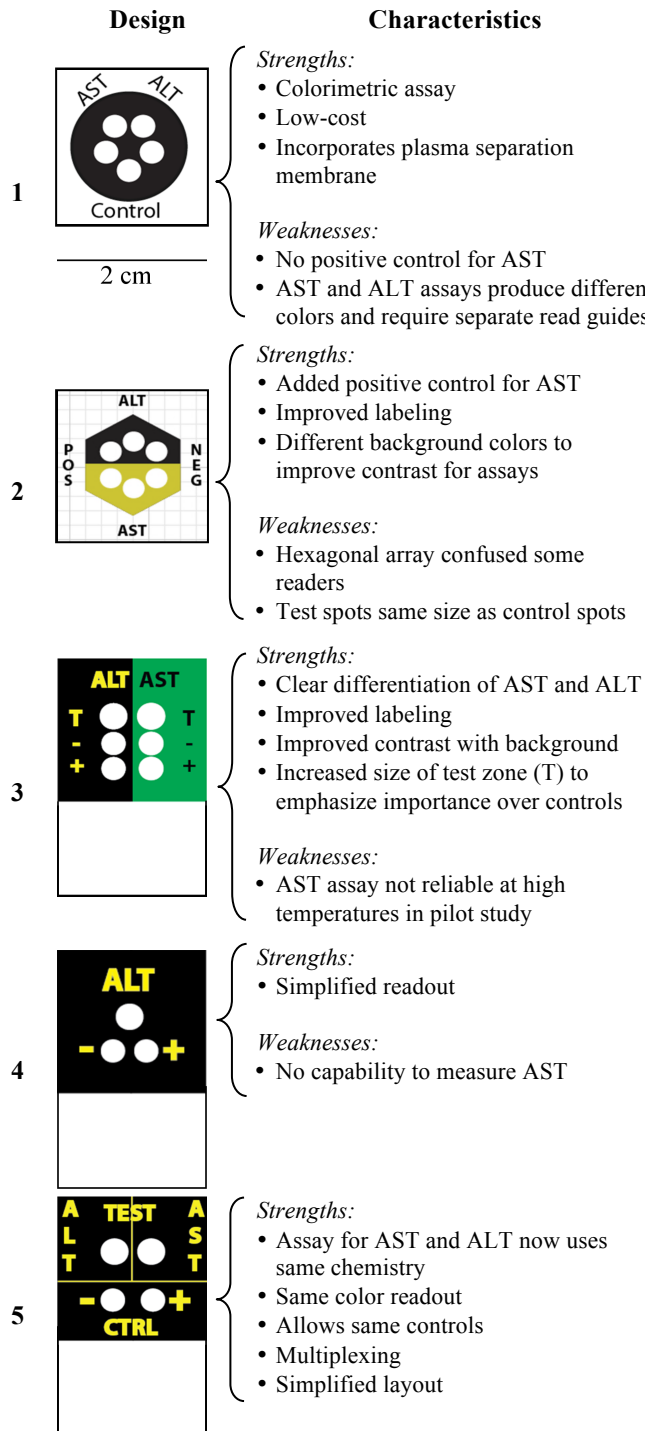 Design Characteristics
1
AST ALT
Control
2 cm
Strengths:
• Colorimetric assay
• Low-cost
• Incorporates plasma separation
membrane
Weaknesses:
• No positive control for AST
• AST and ALT assays produce differen
colors and require separate read guides
2
ALT
POS
NEG
AST
Strengths:
• Added positive control for AST
• Improved labeling
• Different background colors to
improve contrast for assays
Weaknesses:
• Hexagonal array confused some
readers
• Test spots same size as control spots
3
ALT AST
T T
- -
+ +
Strengths:
• Clear differentiation of AST and ALT
• Improved labeling
• Improved contrast with background
• Increased size of test zone (T) to
emphasize importance over controls
Weaknesses:
• AST assay not reliable at high
temperatures in pilot study
4
ALT
- +
Strengths:
• Simplified readout
Weaknesses:
• No capability to measure AST
5
ALT
TEST
AST
- +
CTRL
Strengths:
• Assay for AST and ALT now uses
same chemistry
• Same color readout
• Allows same controls
• Multiplexing
• Simplified layout